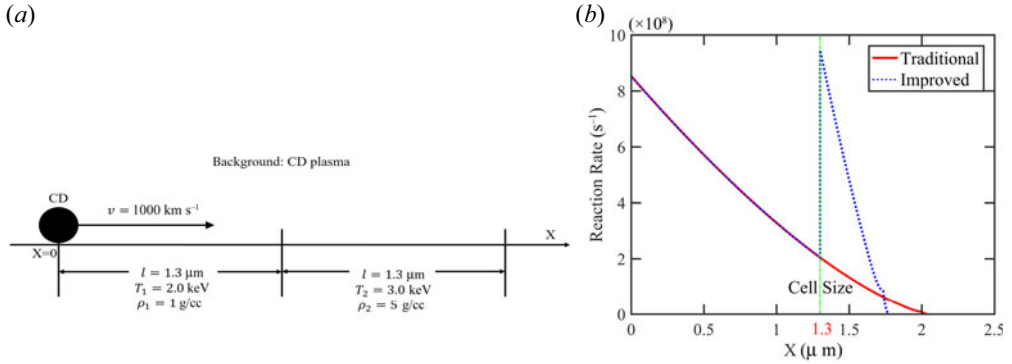 (a)
Background: CD plasma
CD
v = 1000 km s⁻¹
X=0
X
l = 1.3 μm
T₁ = 2.0 keV
ρ₁ = 1 g/cc
l = 1.3 μm
T₂ = 3.0 keV
ρ₂ = 5 g/cc
(b)
(×10⁸)
Reaction Rate (s⁻¹)
10
8
6
4
2
0
Traditional
Improved
Cell Size
0
0.5
1
1.3
1.5
2
2.5
X (μ m)